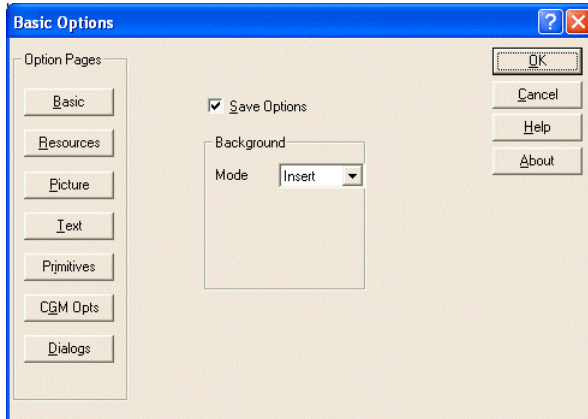 Basic Options
Option Pages
Basic
Resources
Picture
Text
Primitives
CGM Opts
Dialogs
Save Options
Background
Mode Insert
OK
Cancel
Help
About